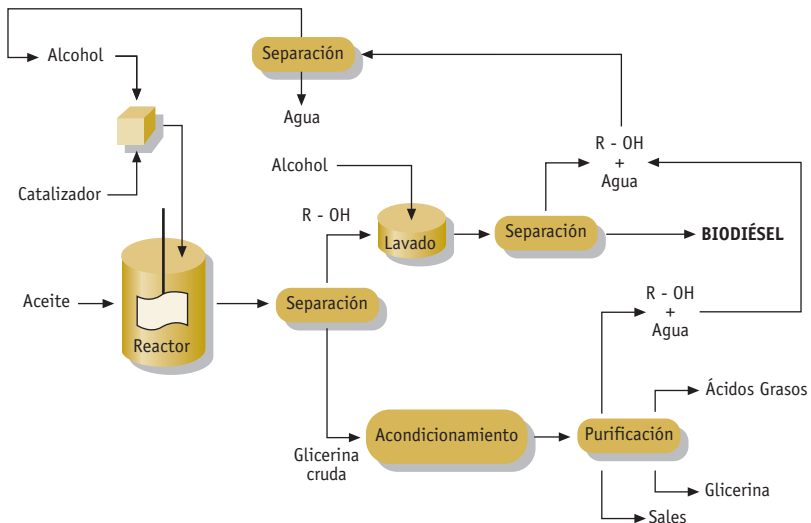 Separación
Alcohol
Agua
R - OH
+
Agua
Alcohol
Catalizador
R - OH
Lavado
Separación
BIODIÉSEL
Aceite
Reactor
Separación
R - OH
+
Agua
Ácidos Grasos
Acondicionamiento
Purificación
Glicerina
cruda
Glicerina
Sales